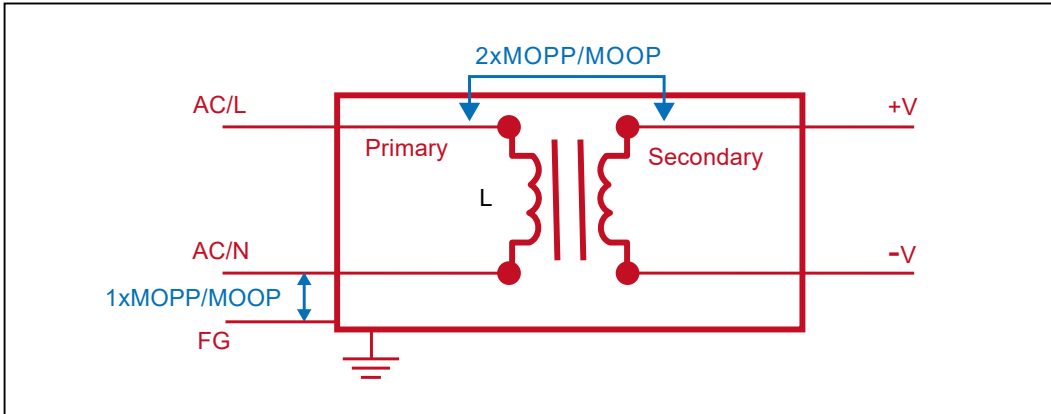 2xMOPP/MOOP
AC/L
+V
Primary
Secondary
L
AC/N
-V
1xMOPP/MOOP
FG